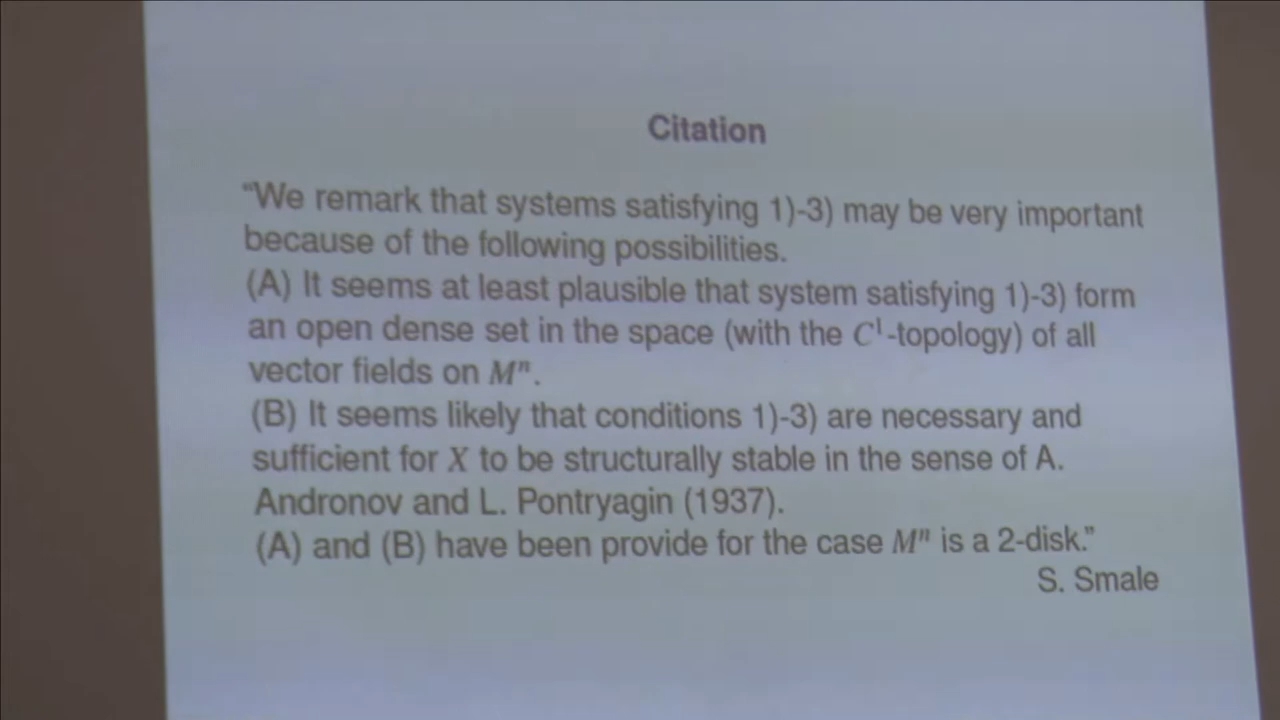 Citation
“We remark that systems satisfying 1)-3) may be very important
because of the following possibilities.
(A) It seems at least plausible that system satisfying 1)-3) form
an open dense set in the space (with the C¹-topology) of all
vector fields on Mⁿ.
(B) It seems likely that conditions 1)-3) are necessary and
sufficient for X to be structurally stable in the sense of A.
Andronov and L. Pontryagin (1937).
(A) and (B) have been provide for the case Mⁿ is a 2-disk.”
S. Smale